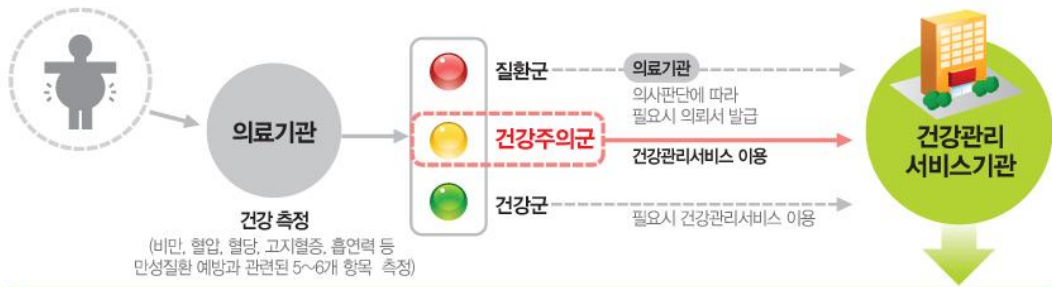 의료기관
건강 측정
(비만, 혈압, 혈당, 고지혈증, 흡연력 등
만성질환 예방과 관련된 5~6개 항목 측정)
질환군
의료기관
의사판단에 따라
필요시 의뢰서 발급
건강주의군
건강관리서비스 이용
건강군
필요시 건강관리서비스 이용
건강관리
서비스기관